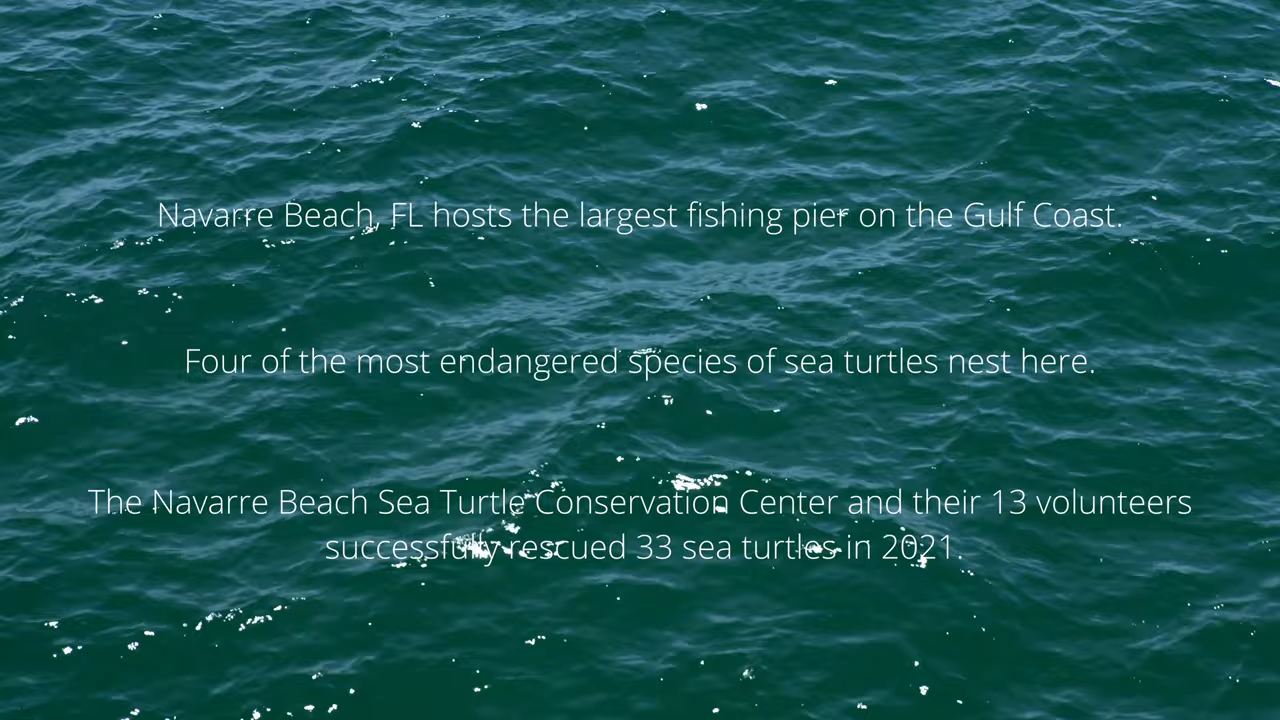 Navarre Beach, FL hosts the largest fishing pier on the Gulf Coast.
Four of the most endangered species of sea turtles nest here.
The Navarre Beach Sea Turtle Conservation Center and their 13 volunteers
successfully rescued 33 sea turtles in 2021.